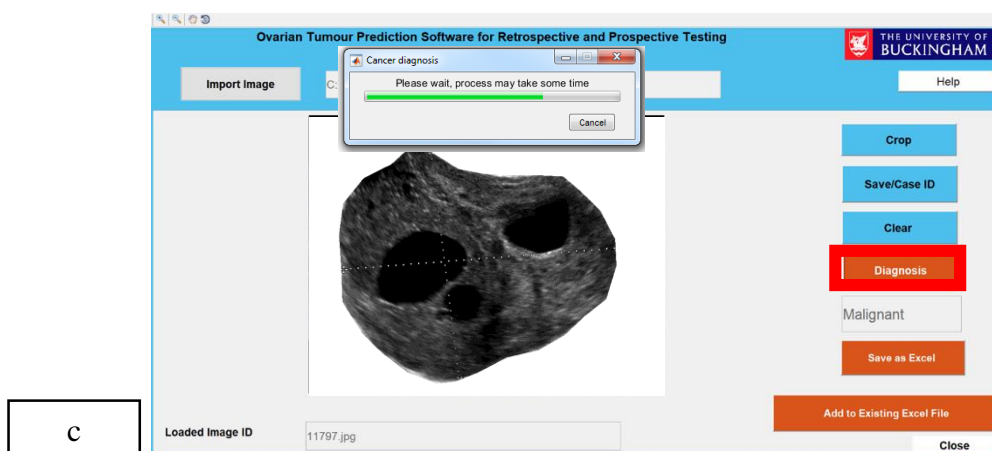 Ovarian Tumour Prediction Software for Retrospective and Prospective Testing
THE UNIVERSITY OF
BUCKINGHAM
Cancer diagnosis
Please wait, process may take some time
Cancel
Import Image
C:
Help
Crop
Save/Case ID
Clear
Diagnosis
Malignant
Save as Excel
Add to Existing Excel File
c
Loaded Image ID
11797.jpg
Close